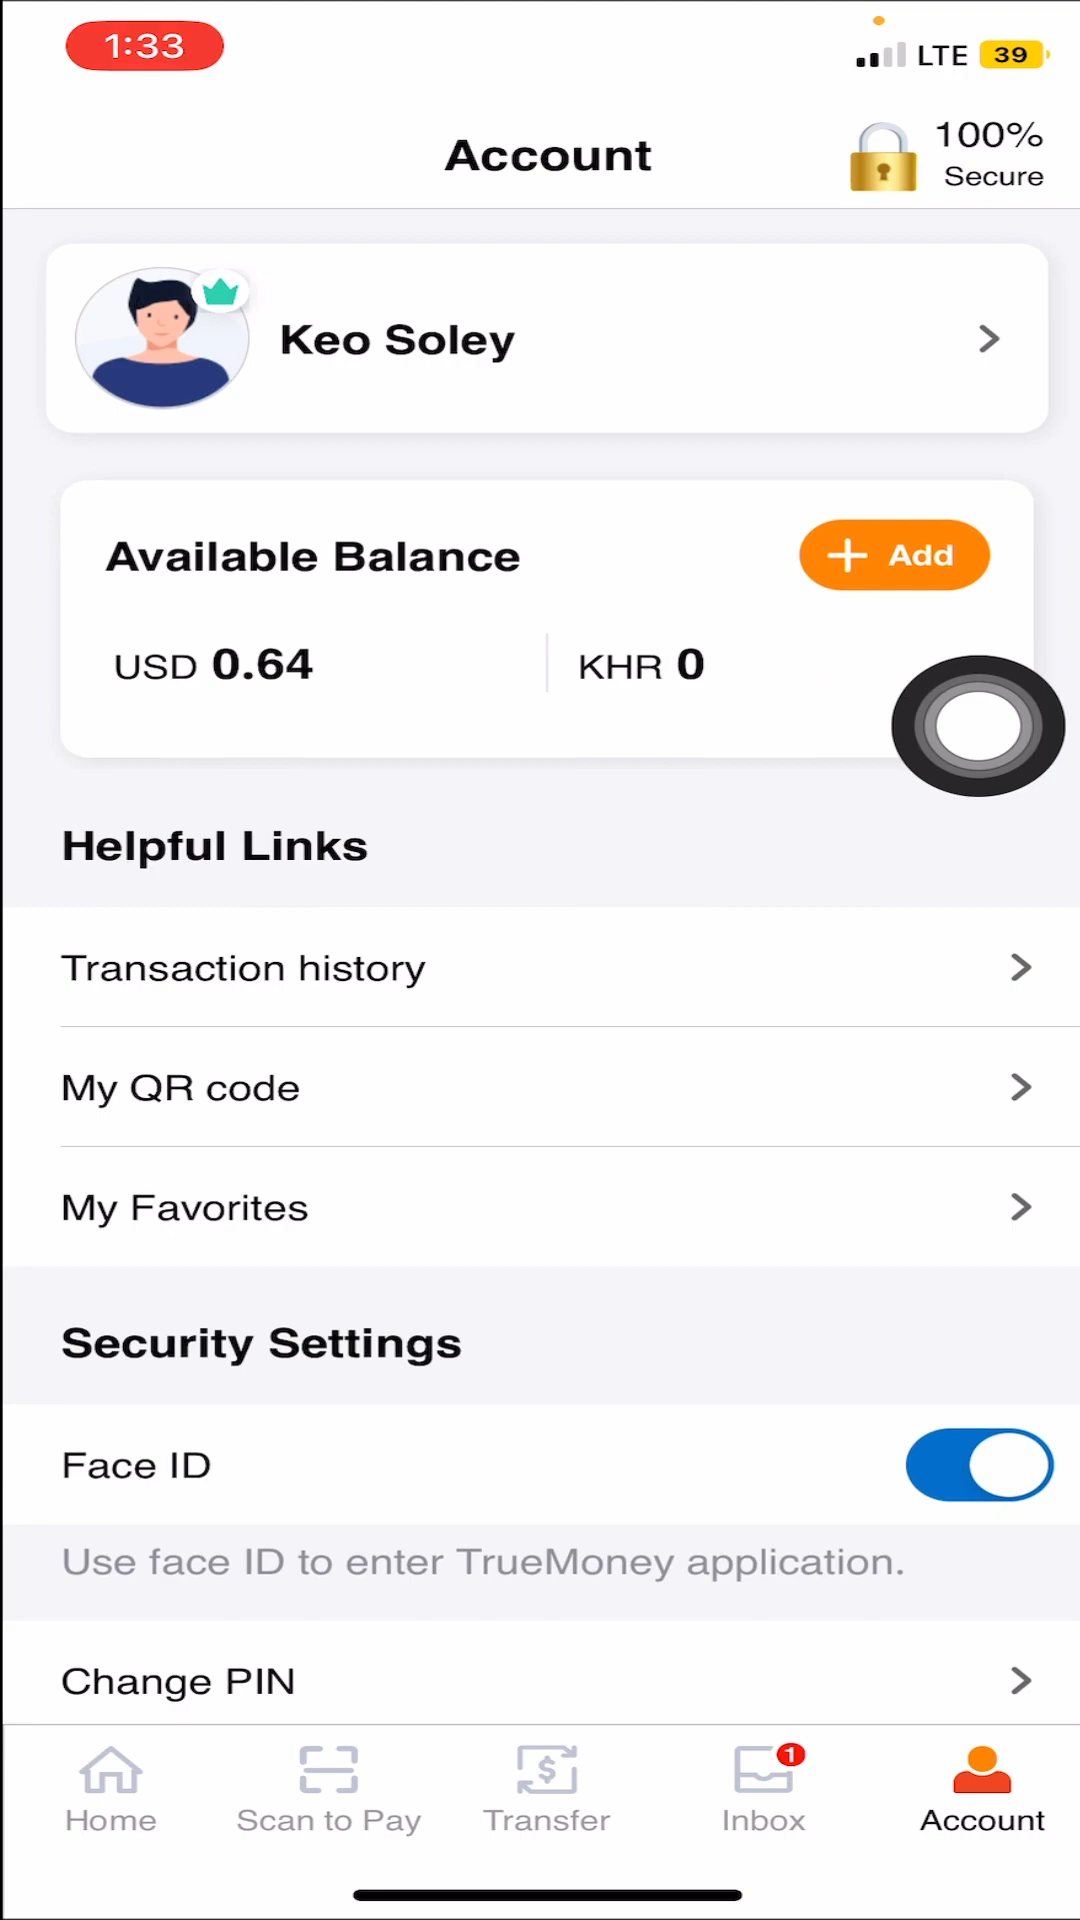 1:33
LTE 39
Account
100%
Secure
Keo Soley
Available Balance
+ Add
USD 0.64
KHR 0
Helpful Links
Transaction history
My QR code
My Favorites
Security Settings
Face ID
Use face ID to enter TrueMoney application.
Change PIN
1
Home
Scan to Pay
Transfer
Inbox
Account